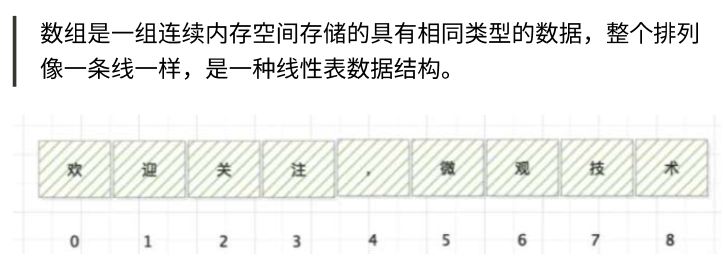 数组是一组连续内存空间存储的具有相同类型的数据，整个排列
像一条线一样，是一种线性表数据结构。
欢 迎 关 注 ， 微 观 技 术
0 1 2 3 4 5 6 7 8